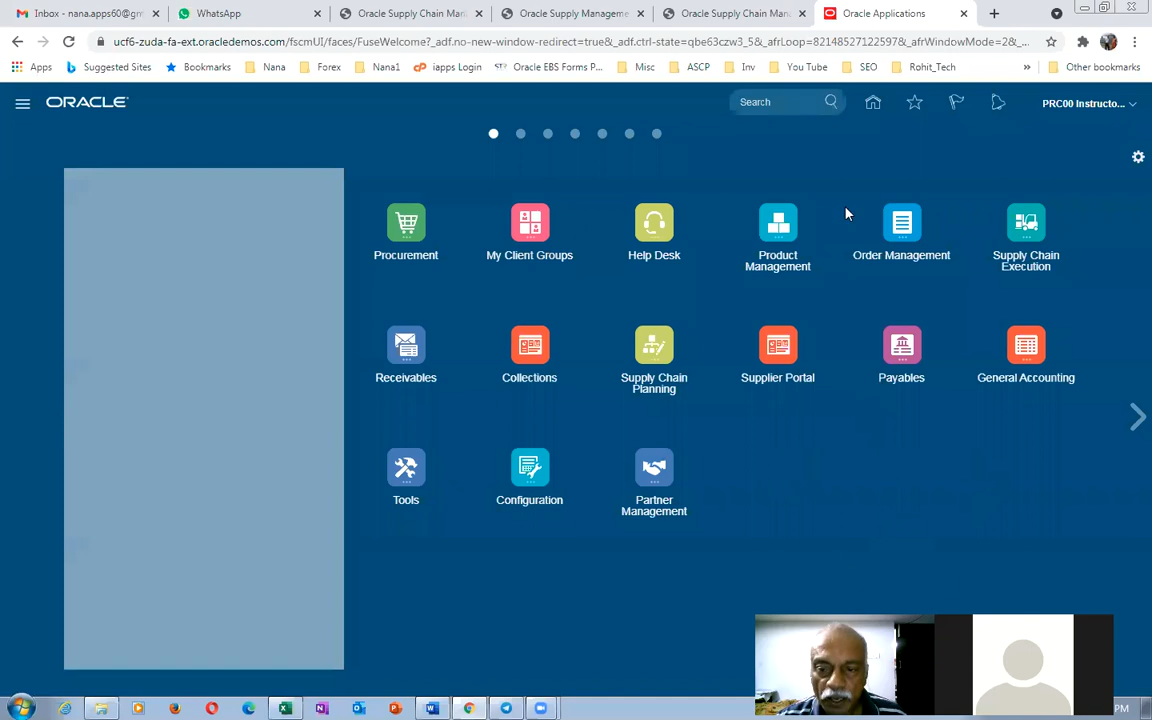 Inbox - nana.apps60@gm
WhatsApp
Oracle Supply Chain Mar
Oracle Supply Manageme
Oracle Supply Chain Man
Oracle Applications
ucf6-zuda-fa-ext.oracledemos.com/fscmUI/faces/FuseWelcome?_adf.no-new-window-redirect=true&_adf.ctrl-state=qbe63czw3_5&_afrLoop=82148527122597&_afrWindowMode=2&_afrFS...
Apps
Suggested Sites
Bookmarks
Nana
Forex
Nana1
iapps Login
Oracle EBS Forms P...
Misc
ASCP
Inv
You Tube
SEO
Rohit_Tech
»
Other bookmarks
ORACLE
Search
PRC00 Instructo...
Procurement
My Client Groups
Help Desk
Product
Management
Order Management
Supply Chain
Execution
Receivables
Collections
Supply Chain
Planning
Supplier Portal
Payables
General Accounting
Tools
Configuration
Partner
Management
PM